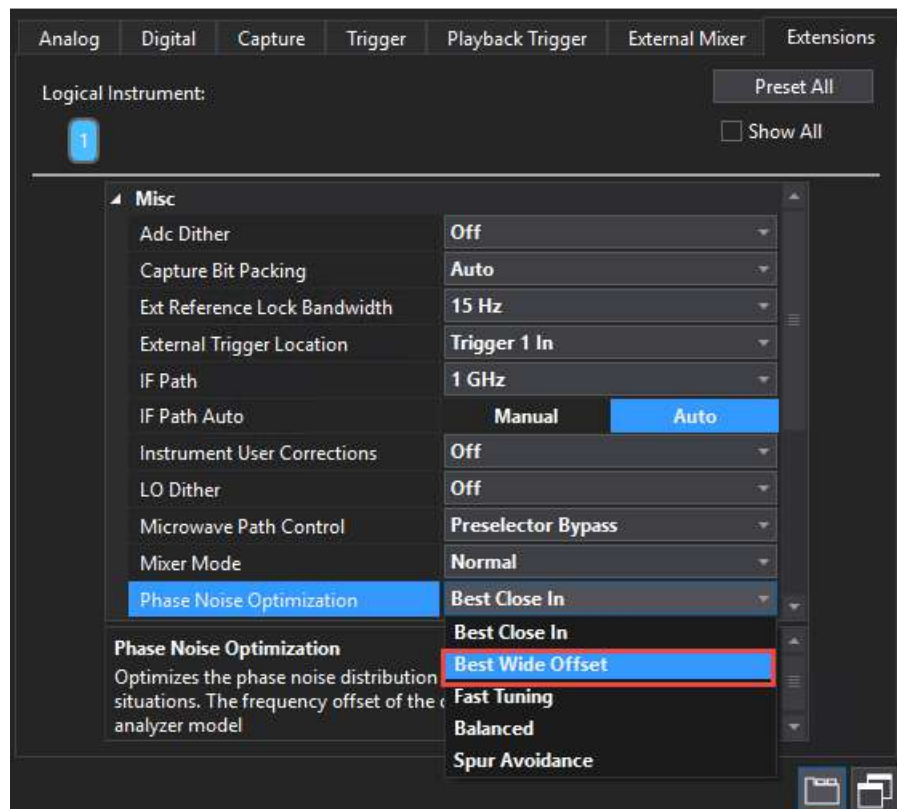 Analog Digital Capture Trigger Playback Trigger External Mixer Extensions
Logical Instrument: Preset All
1 Show All
Misc
Adc Dither Off
Capture Bit Packing Auto
Ext Reference Lock Bandwidth 15 Hz
External Trigger Location Trigger 1 In
IF Path 1 GHz
IF Path Auto Manual Auto
Instrument User Corrections Off
LO Dither Off
Microwave Path Control Preselector Bypass
Mixer Mode Normal
Phase Noise Optimization Best Close In
Best Close In
Best Wide Offset
Fast Tuning
Balanced
Spur Avoidance
Phase Noise Optimization
Optimizes the phase noise distribution
situations. The frequency offset of the
analyzer model